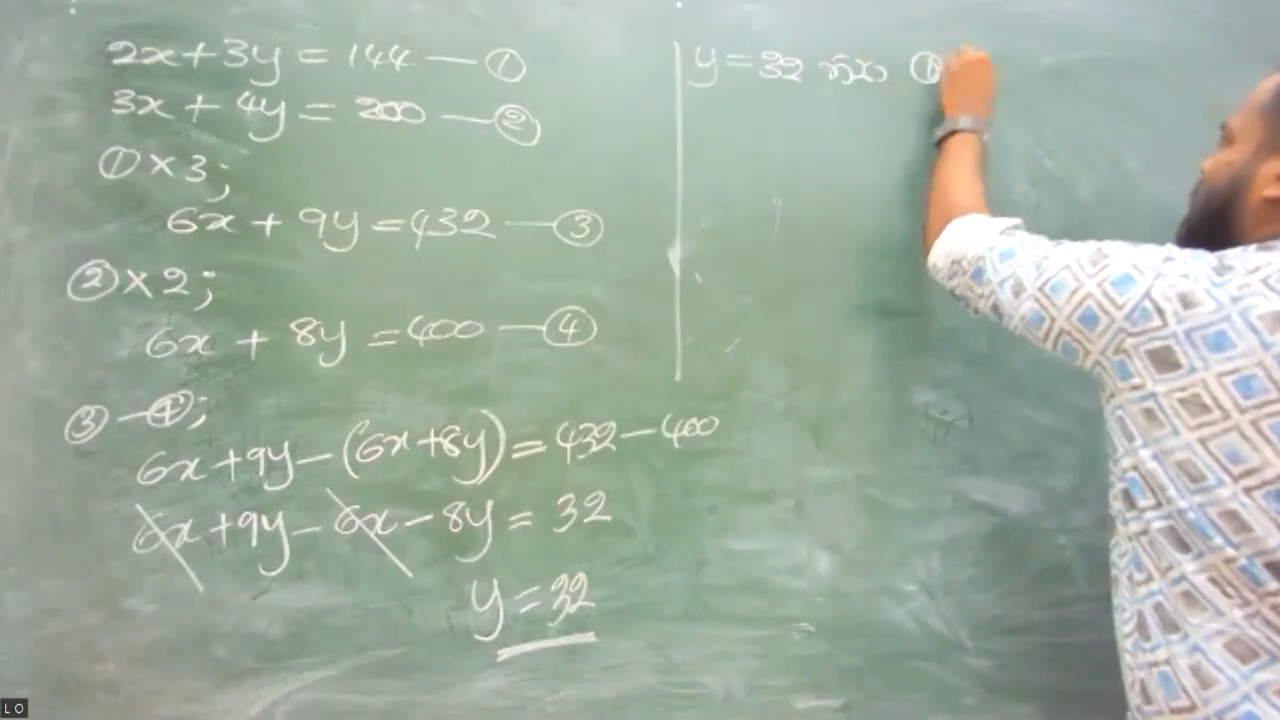 2x+3y = 144 — ①
3x + 4y = 200 — ②
① × 3;
6x + 9y = 432 — ③
② × 2;
6x + 8y = 400 — ④
③ - ④;
6x + 9y - (6x + 8y) = 432 - 400
6x + 9y - 6x - 8y = 32
y = 32
y = 32 ①
LO